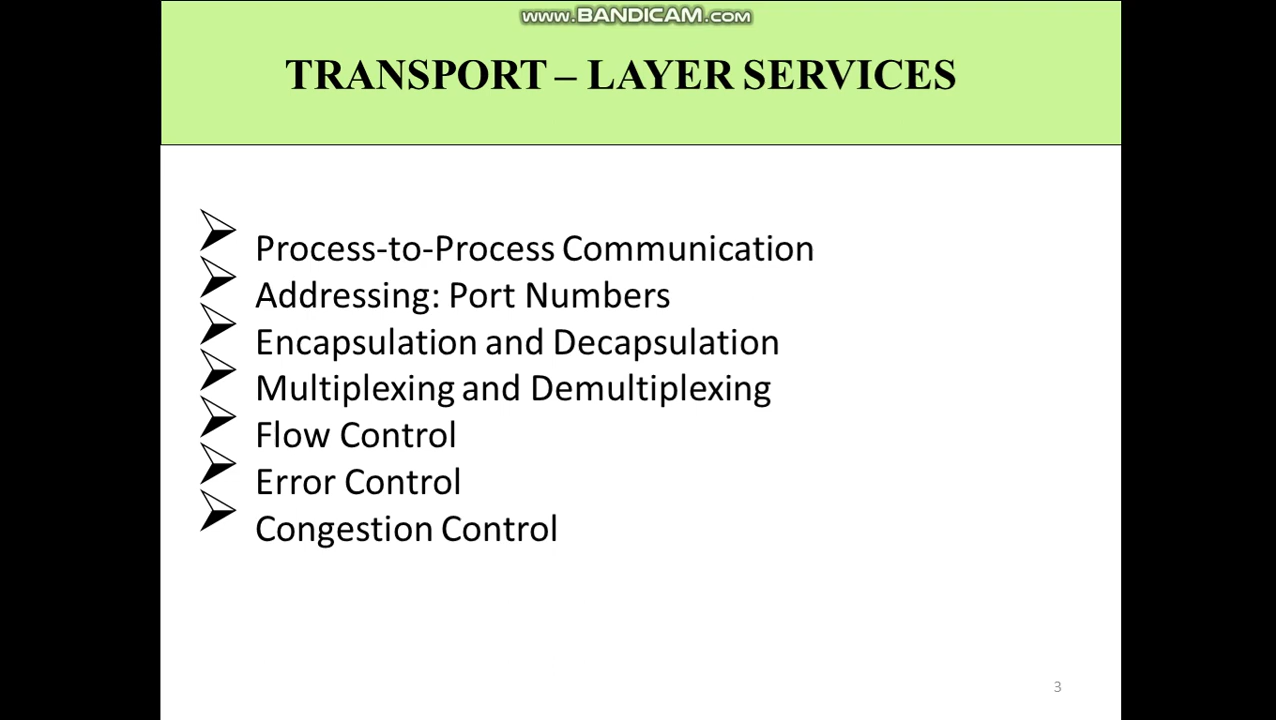 WWW.BANDICAM.COM
TRANSPORT – LAYER SERVICES
Process-to-Process Communication
Addressing: Port Numbers
Encapsulation and Decapsulation
Multiplexing and Demultiplexing
Flow Control
Error Control
Congestion Control
3